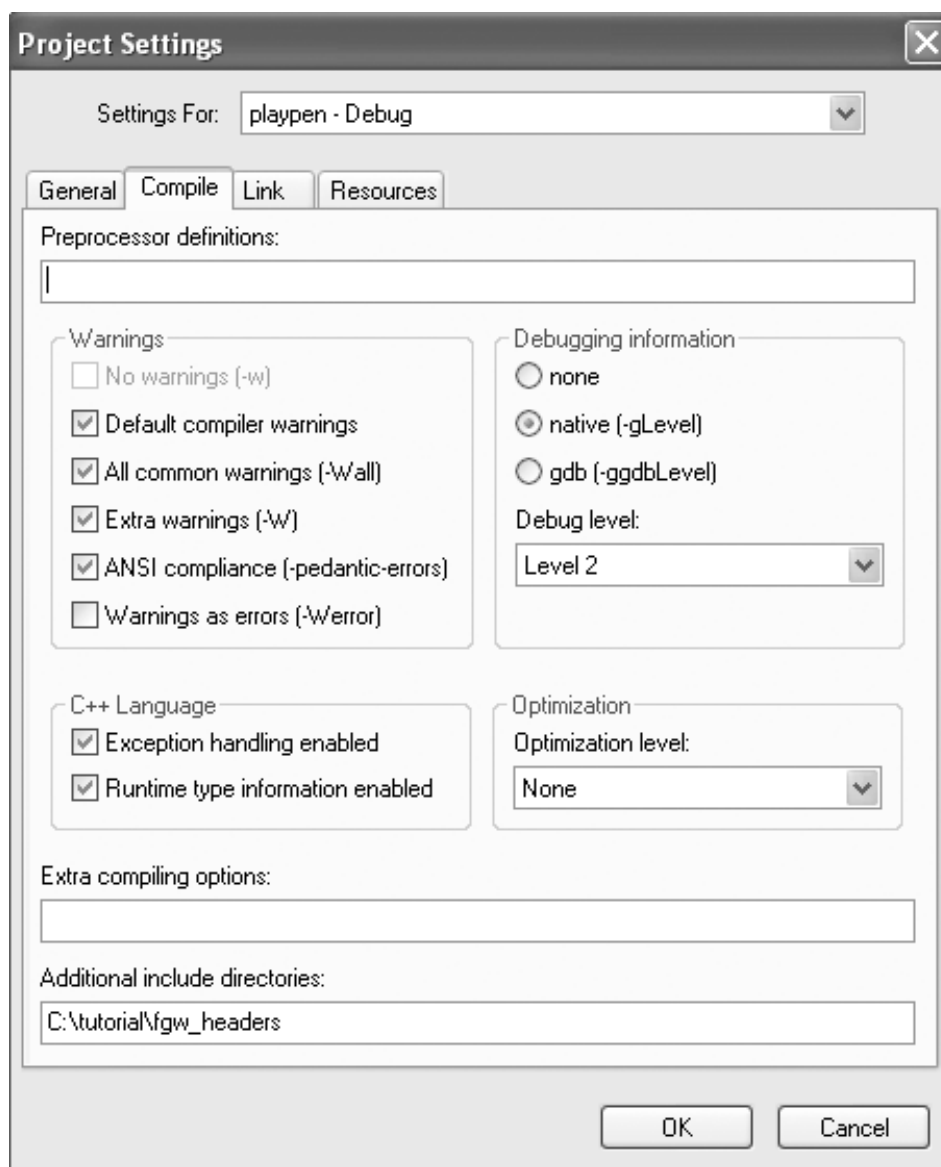 Project Settings
Settings For: playpen - Debug
General Compile Link Resources
Preprocessor definitions:
Warnings
No warnings (-w)
Default compiler warnings
All common warnings (-Wall)
Extra warnings (-W)
ANSI compliance (-pedantic-errors)
Warnings as errors (-Werror)
Debugging information
none
native (-gLevel)
gdb (-ggdbLevel)
Debug level:
Level 2
C++ Language
Exception handling enabled
Runtime type information enabled
Optimization
Optimization level:
None
Extra compiling options:
Additional include directories:
C:\tutorial\fgw_headers
OK Cancel